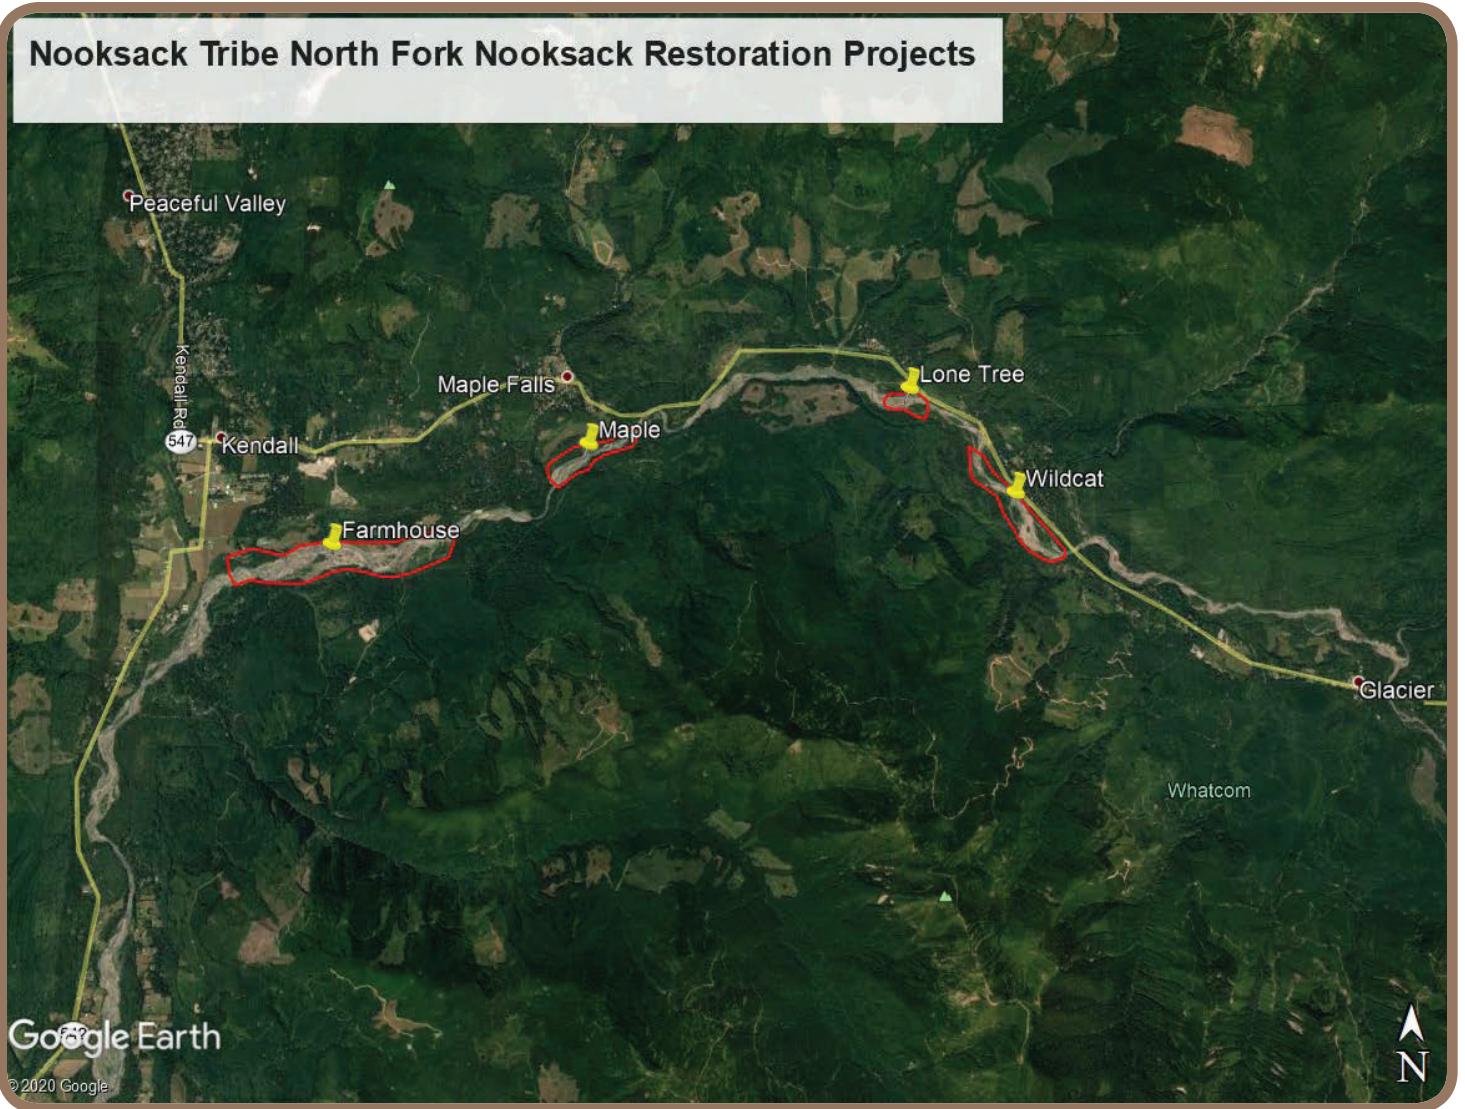 Nooksack Tribe North Fork Nooksack Restoration Projects
Peaceful Valley
Kendall Rd
Lone Tree
Maple Falls
Maple
547
Kendall
Wildcat
Farmhouse
Glacier
Whatcom
Google Earth
N
©2020 Google